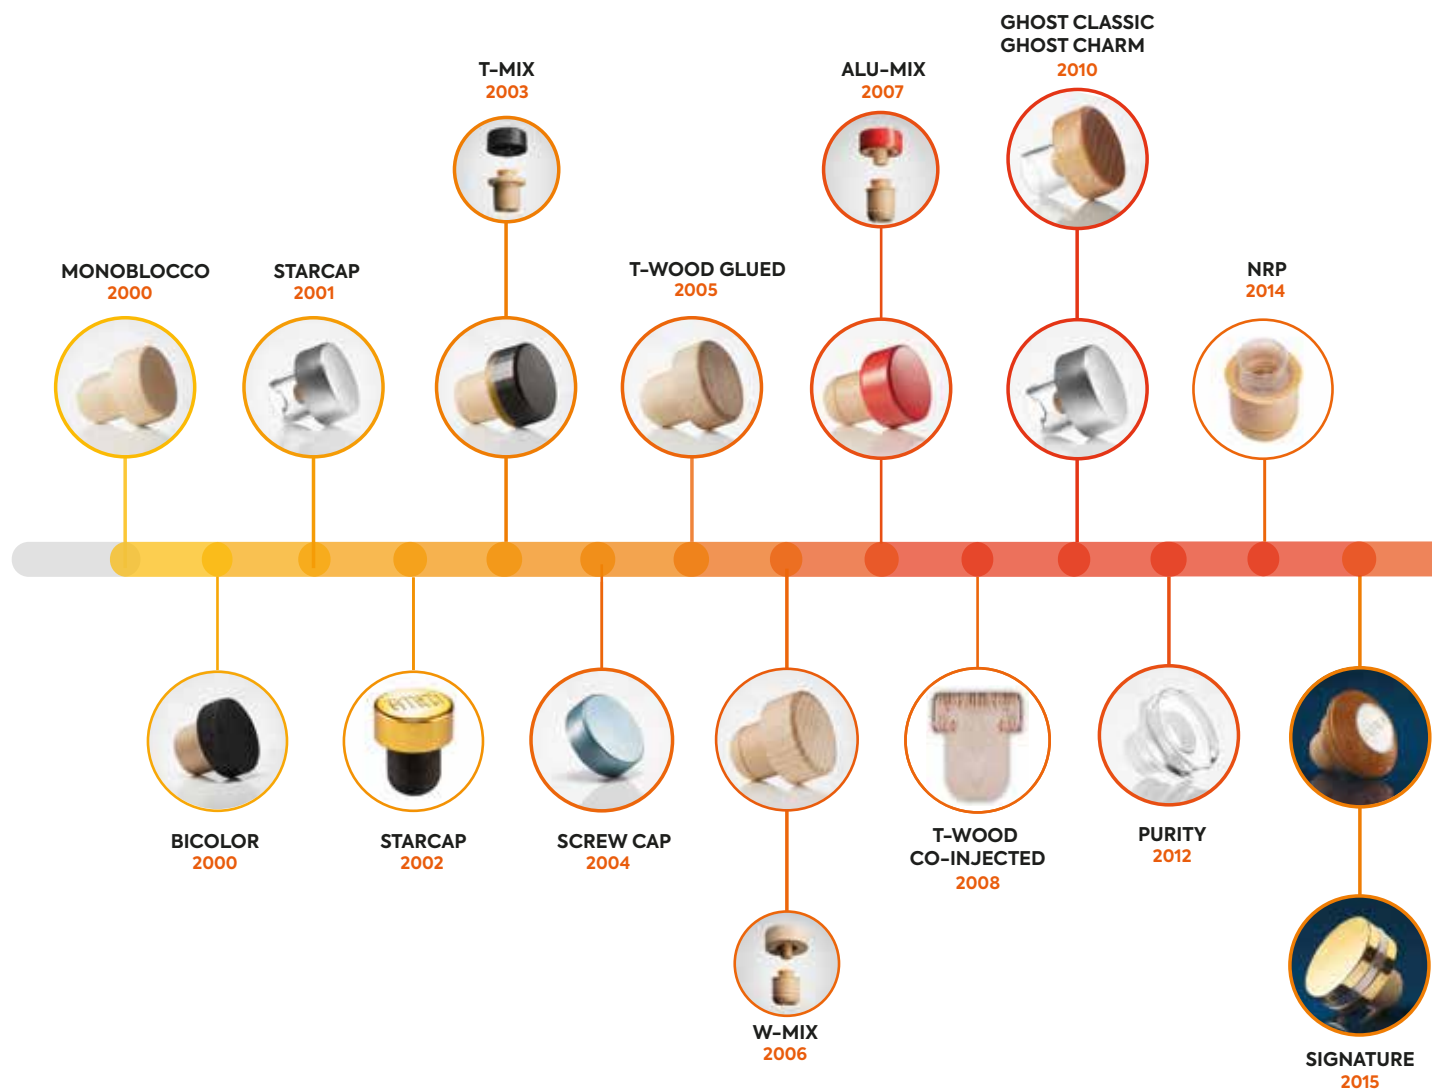 GHOST CLASSIC
GHOST CHARM
2010
T-MIX
2003
ALU-MIX
2007
MONOBLOCCO
2000
STARCAP
2001
T-WOOD GLUED
2005
NRP
2014
BICOLOR
2000
STARCAP
2002
SCREW CAP
2004
T-WOOD
CO-INJECTED
2008
PURITY
2012
W-MIX
2006
SIGNATURE
2015